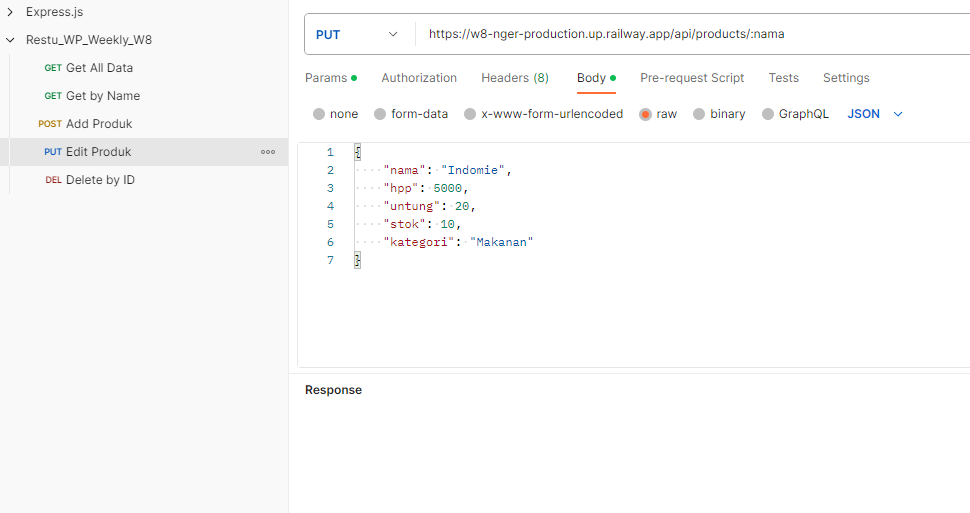 Express.js
Restu_WP_Weekly_W8
GET Get All Data
GET Get by Name
POST Add Produk
PUT Edit Produk
DEL Delete by ID
PUT https://w8-nger-production.up.railway.app/api/products/:nama
Params Authorization Headers (8) Body Pre-request Script Tests Settings
none form-data x-www-form-urlencoded raw binary GraphQL JSON
1 {
2 "nama": "Indomie",
3 "hpp": 5000,
4 "untung": 20,
5 "stok": 10,
6 "kategori": "Makanan"
7 }
Response